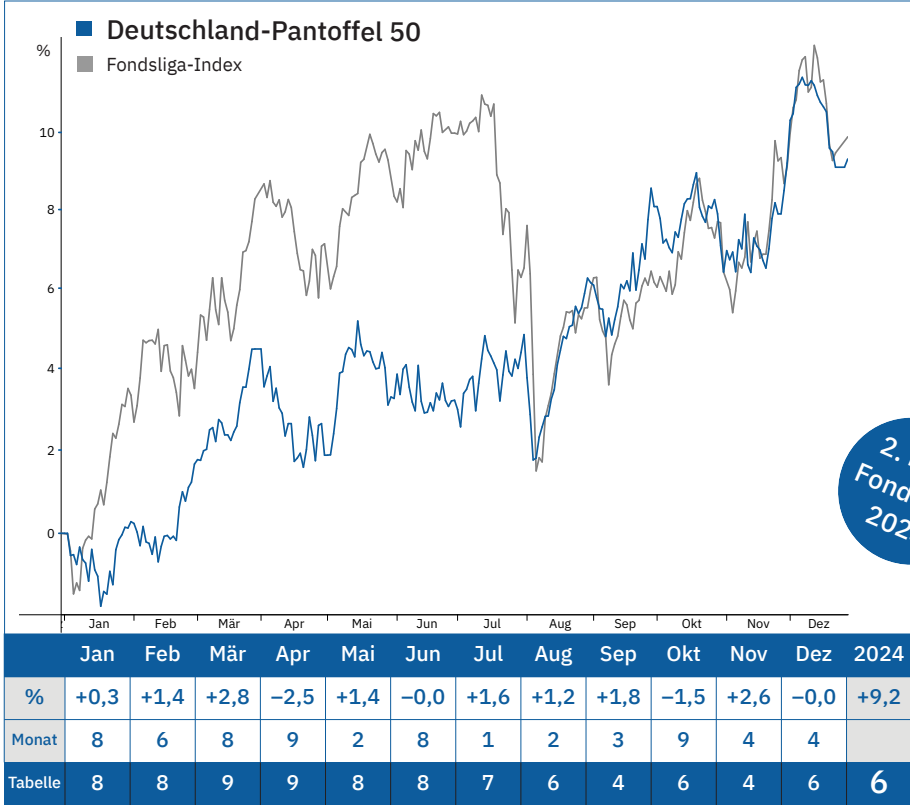 Deutschland-Pantoffel 50
%
Fondsliga-Index
10
8
6
4
2
0
2.
Fond
202
Jan Feb Mär Apr Mai Jun Jul Aug Sep Okt Nov Dez
Jan Feb Mär Apr Mai Jun Jul Aug Sep Okt Nov Dez 2024
% +0,3 +1,4 +2,8 −2,5 +1,4 −0,0 +1,6 +1,2 +1,8 −1,5 +2,6 −0,0 +9,2
Monat 8 6 8 9 2 8 1 2 3 9 4 4
Tabelle 8 8 9 9 8 8 7 6 4 6 4 6 6